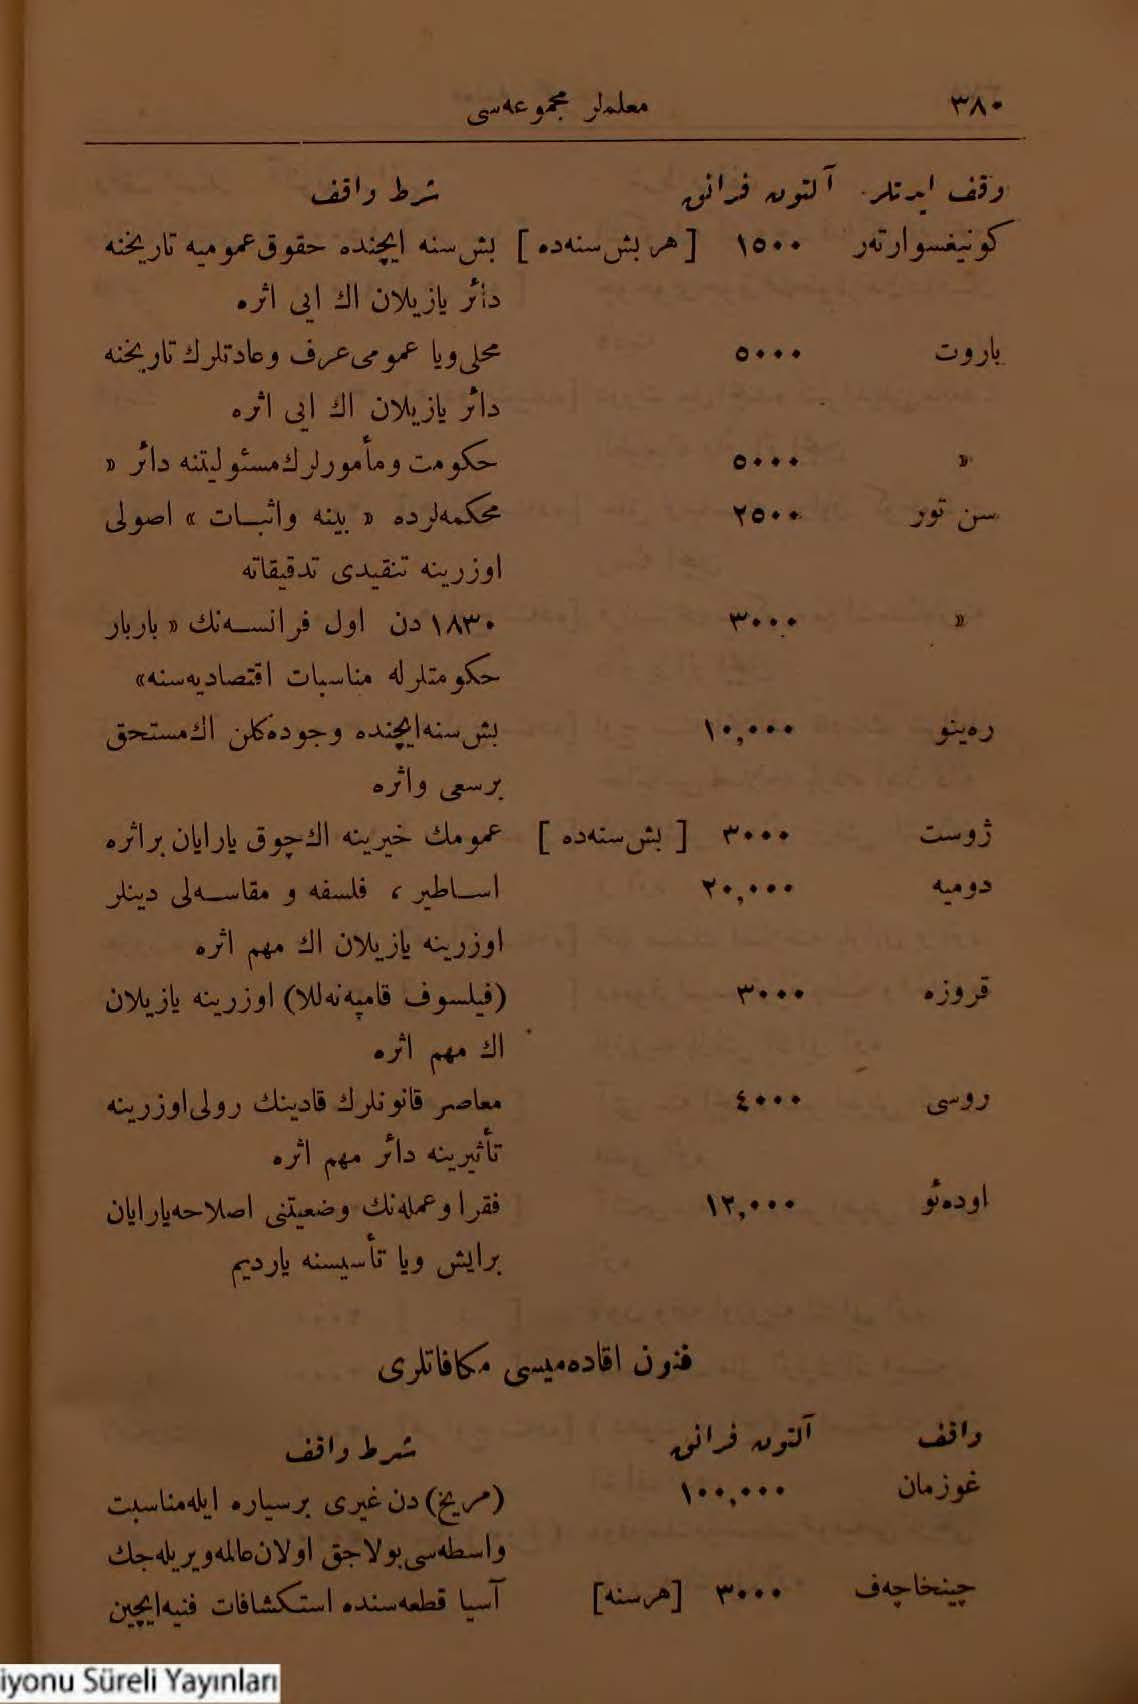 ٣٨٠ معلملر مجموعه‌سی
وقف ایدنلر آلتون فرانق شرط واقف
کونیغسوارته‌ر ١٥٠٠ [ هر بش سنه‌ده ] بش سنه ایچنده حقوق عمومیه تاریخنه
دائر یازیلان اك ایی اثره
باروت ٥٠٠٠ محلی ویا عمومی عرف وعادتلرك تاریخنه
دائر یازیلان اك ایی اثره
« ٥٠٠٠ حکومت ومأمورلرك مسئولیتنه دائر «
سن تور ٢٥٠٠ محکمه‌لرده « بینه واثبات » اصولی
اوزرینه تنقیدی تدقیقاته
« ٣٠٠٠ ١٨٣٠ دن اول فرانسه‌نك « باربار
حکومتلرله مناسبات اقتصادیه‌سنه»
ره‌ینو ١٠,٠٠٠ بش سنه ایچنده وجوده کلن اك مستحق
برسعی واثره
ژوست ٣٠٠٠ [ بش سنه‌ده ] عمومك خیرینه اك چوق یارایان براثره
دومیه ٢٠,٠٠٠ اساطیر ، فلسفه و مقاسه‌لی دینلر
اوزرینه یازیلان اك مهم اثره
قروزه ٣٠٠٠ (فیلسوف قامپه‌نه‌للا) اوزرینه یازیلان
اك مهم اثره
روسی ٤٠٠٠ معاصر قانونلرك قادینك رولی اوزرینه
تأثیرینه دائر مهم اثره
اوده‌ئو ١٢,٠٠٠ فقرا وعمله‌نك وضعیتنی اصلاحه یارایان
برایش ویا تأسیسنه یاردیم
فنون اقاده‌میسی مکافاتلری
واقف آلتون فرانق شرط واقف
غوزمان ١٠٠,٠٠٠ (مریخ) دن غیری برسیاره ایله مناسبت
واسطه‌سی بولاجق اولان عالمه ویریله‌جك
چینخاچه‌ف ٣٠٠٠ [هر سنه] آسیا قطعه‌سنده استکشافات فنیه ایچین
iyonu Süreli Yayınları